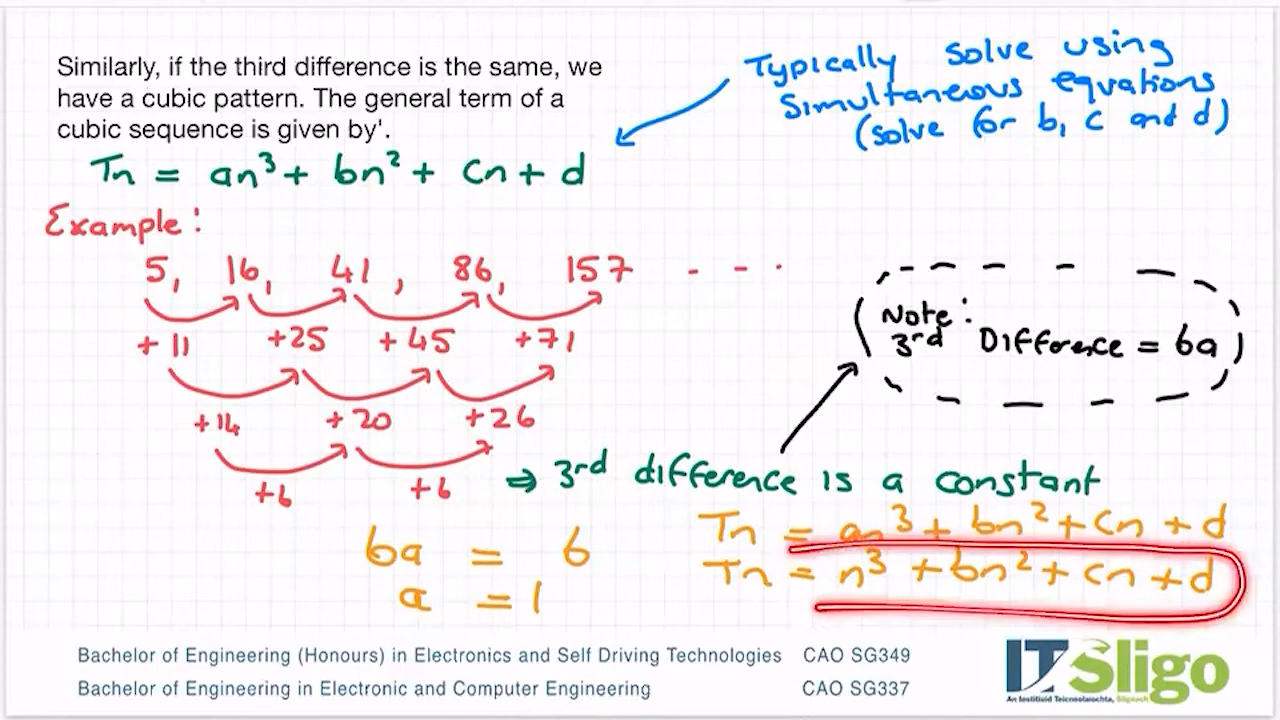 Similarly, if the third difference is the same, we
have a cubic pattern. The general term of a
cubic sequence is given by'.
Tn = an³ + bn² + cn + d
Typically solve using
simultaneous equations
(solve for b, c and d)
Example:
5, 16, 41, 86, 157 - - -
+11 +25 +45 +71
+14 +20 +26
+6 +6
⇒ 3rd difference is a constant
Note:
3rd Difference = 6a
6a = 6
a = 1
Tn = an³ + bn² + cn + d
Tn = n³ + bn² + cn + d
Bachelor of Engineering (Honours) in Electronics and Self Driving Technologies CAO SG349
Bachelor of Engineering in Electronic and Computer Engineering CAO SG337
IT Sligo
An Institiúid Teicneolaíochta, Sligeach